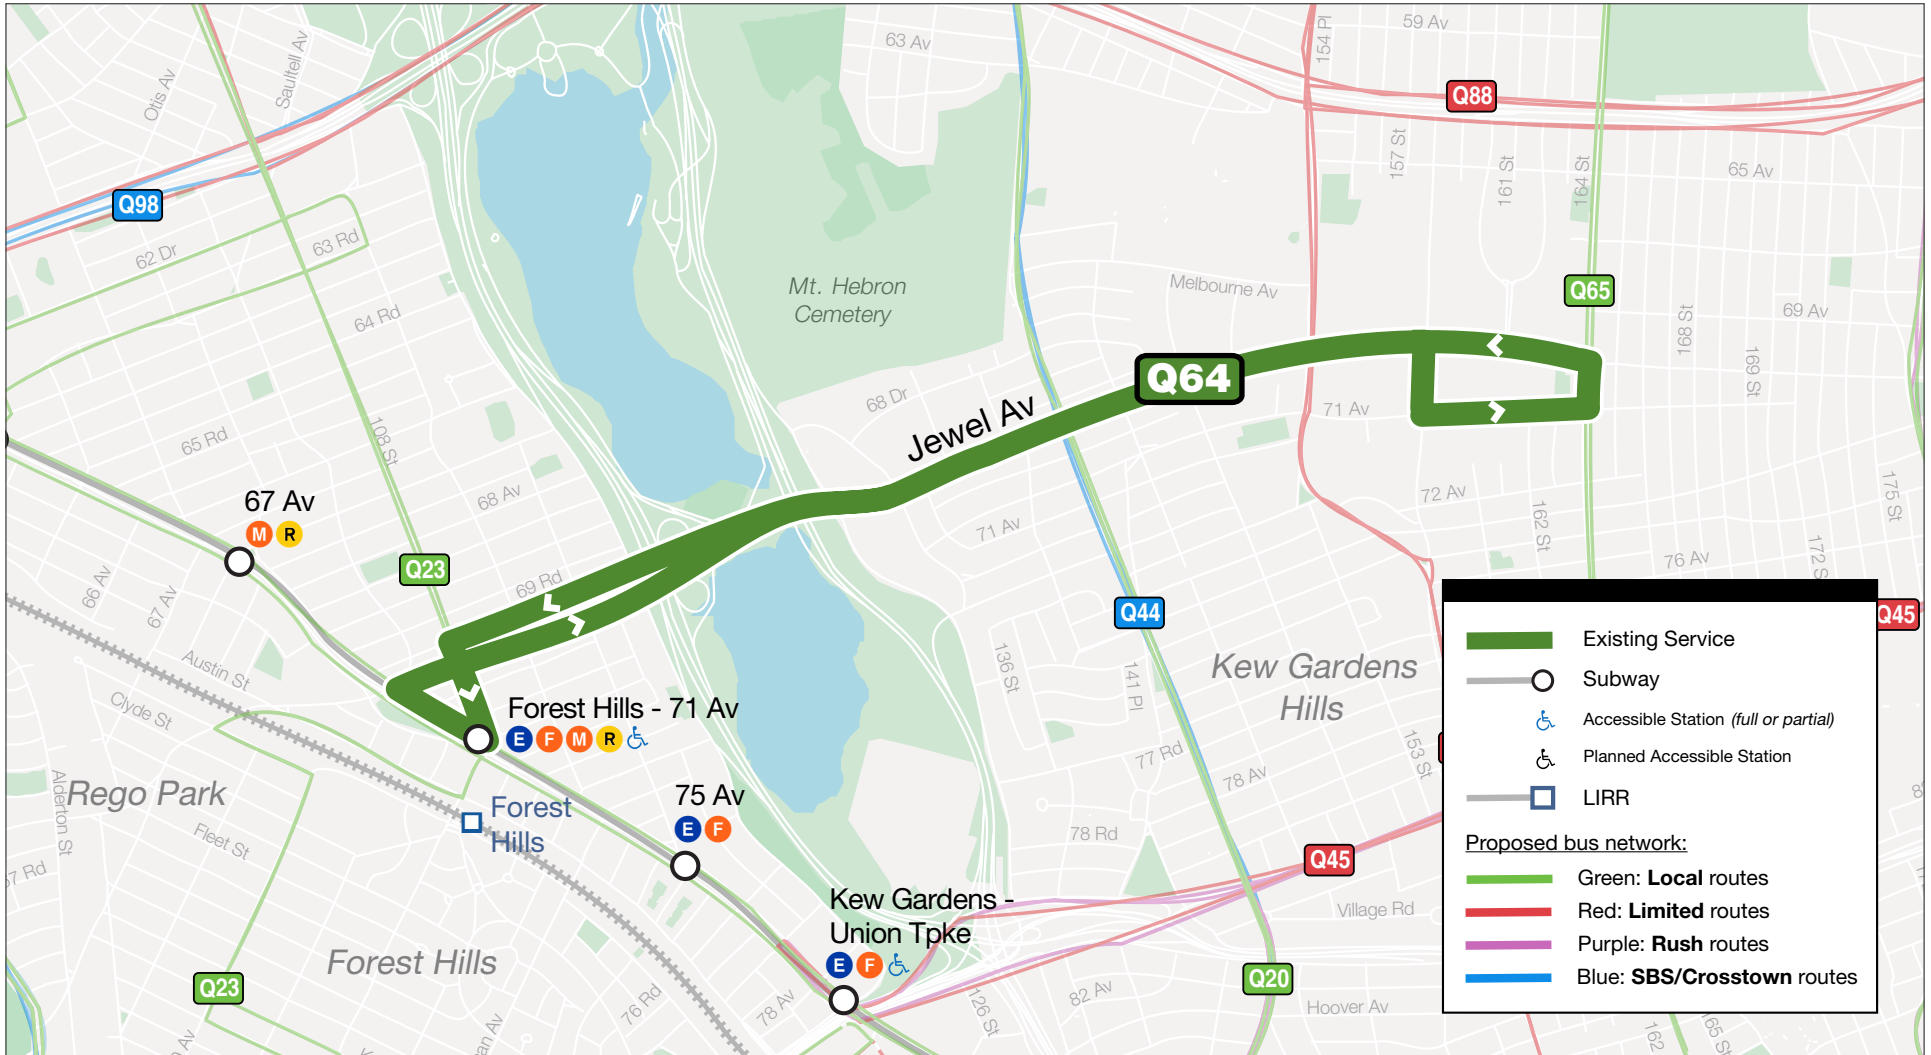 59 Av
154 Pl
63 Av
Saultell Av
Otis Av
Q88
157 St
161 St
164 St
65 Av
Q98
62 Dr
63 Rd
Mt. Hebron
Cemetery
Melbourne Av
Q65
69 Av
64 Rd
168 St
169 St
Q64
68 Dr
Jewel Av
71 Av
108 St
65 Rd
67 Av
M R
68 Av
72 Av
162 St
175 St
71 Av
76 Av
172 S
Q23
69 Rd
66 Av
67 Av
Q44
Q45
Austin St
Clyde St
136 St
141 Pl
Kew Gardens
Hills
153 St
Forest Hills - 71 Av
E F M R
77 Rd
78 Av
Rego Park
Alderton St
Fleet St
Forest
Hills
75 Av
E F
78 Rd
Q45
Village Rd
Kew Gardens -
Union Tpke
E F
Forest Hills
Q23
76 Rd
78 Av
126 St
82 Av
Q20
Hoover Av
162
165 St
Existing Service
Subway
Accessible Station (full or partial)
Planned Accessible Station
LIRR
Proposed bus network:
Green: Local routes
Red: Limited routes
Purple: Rush routes
Blue: SBS/Crosstown routes